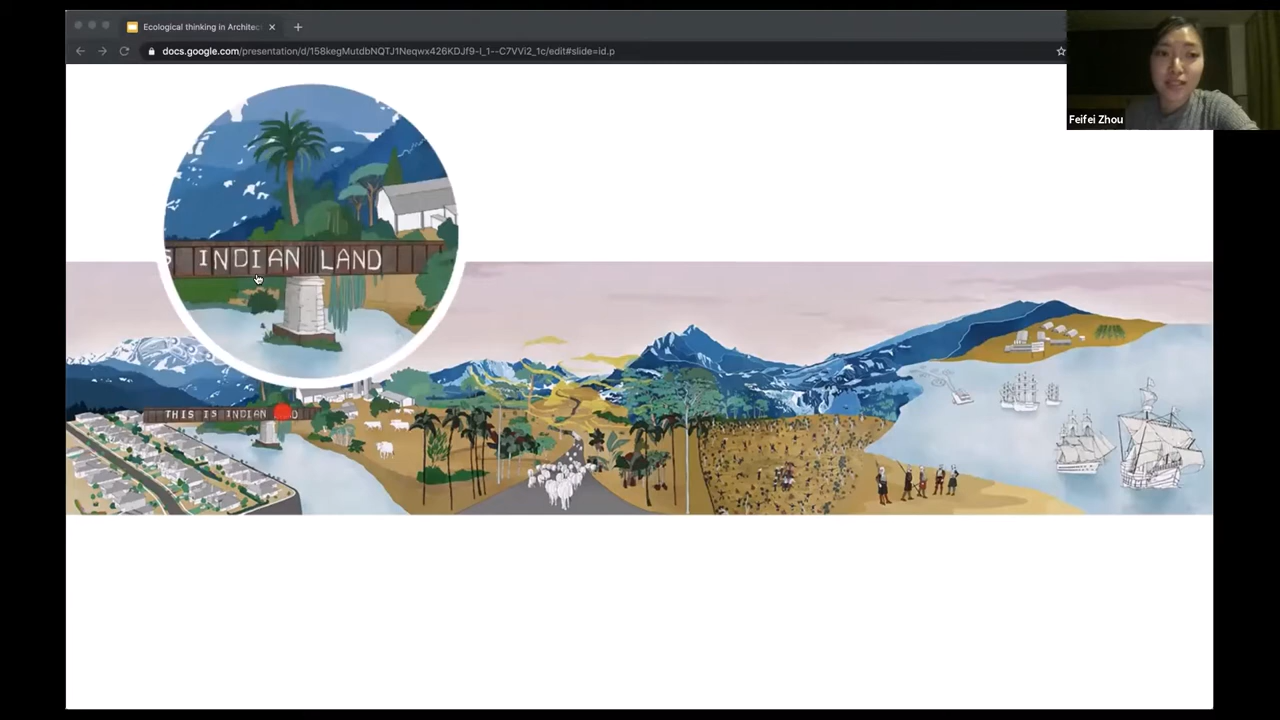 Ecological thinking in Architec
docs.google.com/presentation/d/158kegMutdbNQTJ1Neqwx426KDJf9-l_1--C7VVi2_1c/edit#slide=id.p
Feifei Zhou
S INDIAN LAND
THIS IS INDIAN D